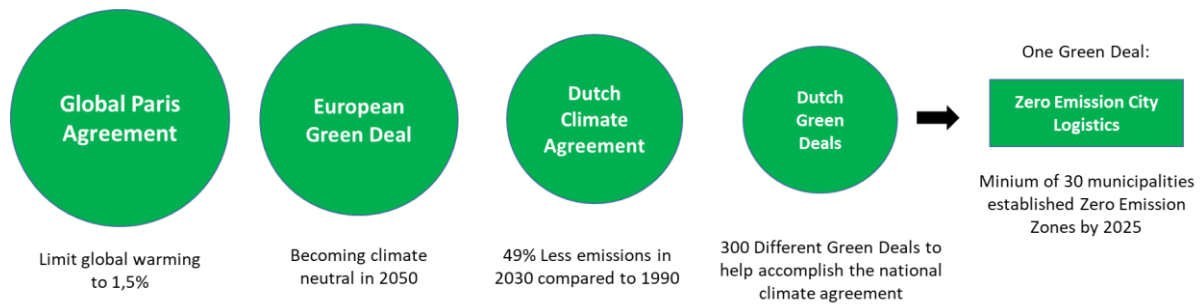 Global Paris
Agreement
Limit global warming
to 1,5%
European
Green Deal
Becoming climate
neutral in 2050
Dutch
Climate
Agreement
49% Less emissions in
2030 compared to 1990
Dutch
Green
Deals
300 Different Green Deals to
help accomplish the national
climate agreement
One Green Deal:
Zero Emission City
Logistics
Minium of 30 municipalities
established Zero Emission
Zones by 2025